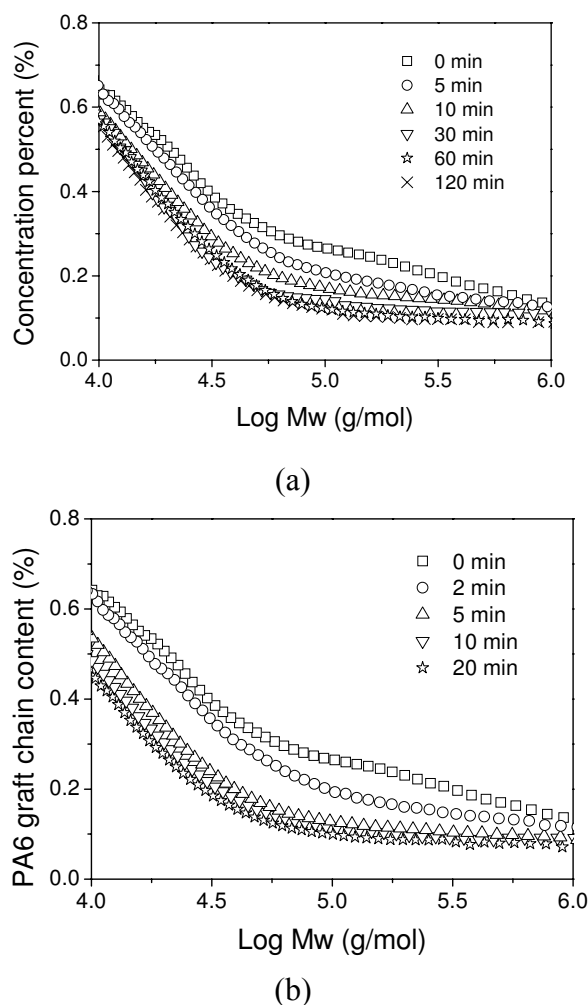 0.8
0.6
0.4
0.2
0.0
Concentration percent (%)
0 min
5 min
10 min
30 min
60 min
120 min
4.0 4.5 5.0 5.5 6.0
Log Mw (g/mol)
(a)
0.8
0.6
0.4
0.2
0.0
PA6 graft chain content (%)
0 min
2 min
5 min
10 min
20 min
4.0 4.5 5.0 5.5 6.0
Log Mw (g/mol)
(b)